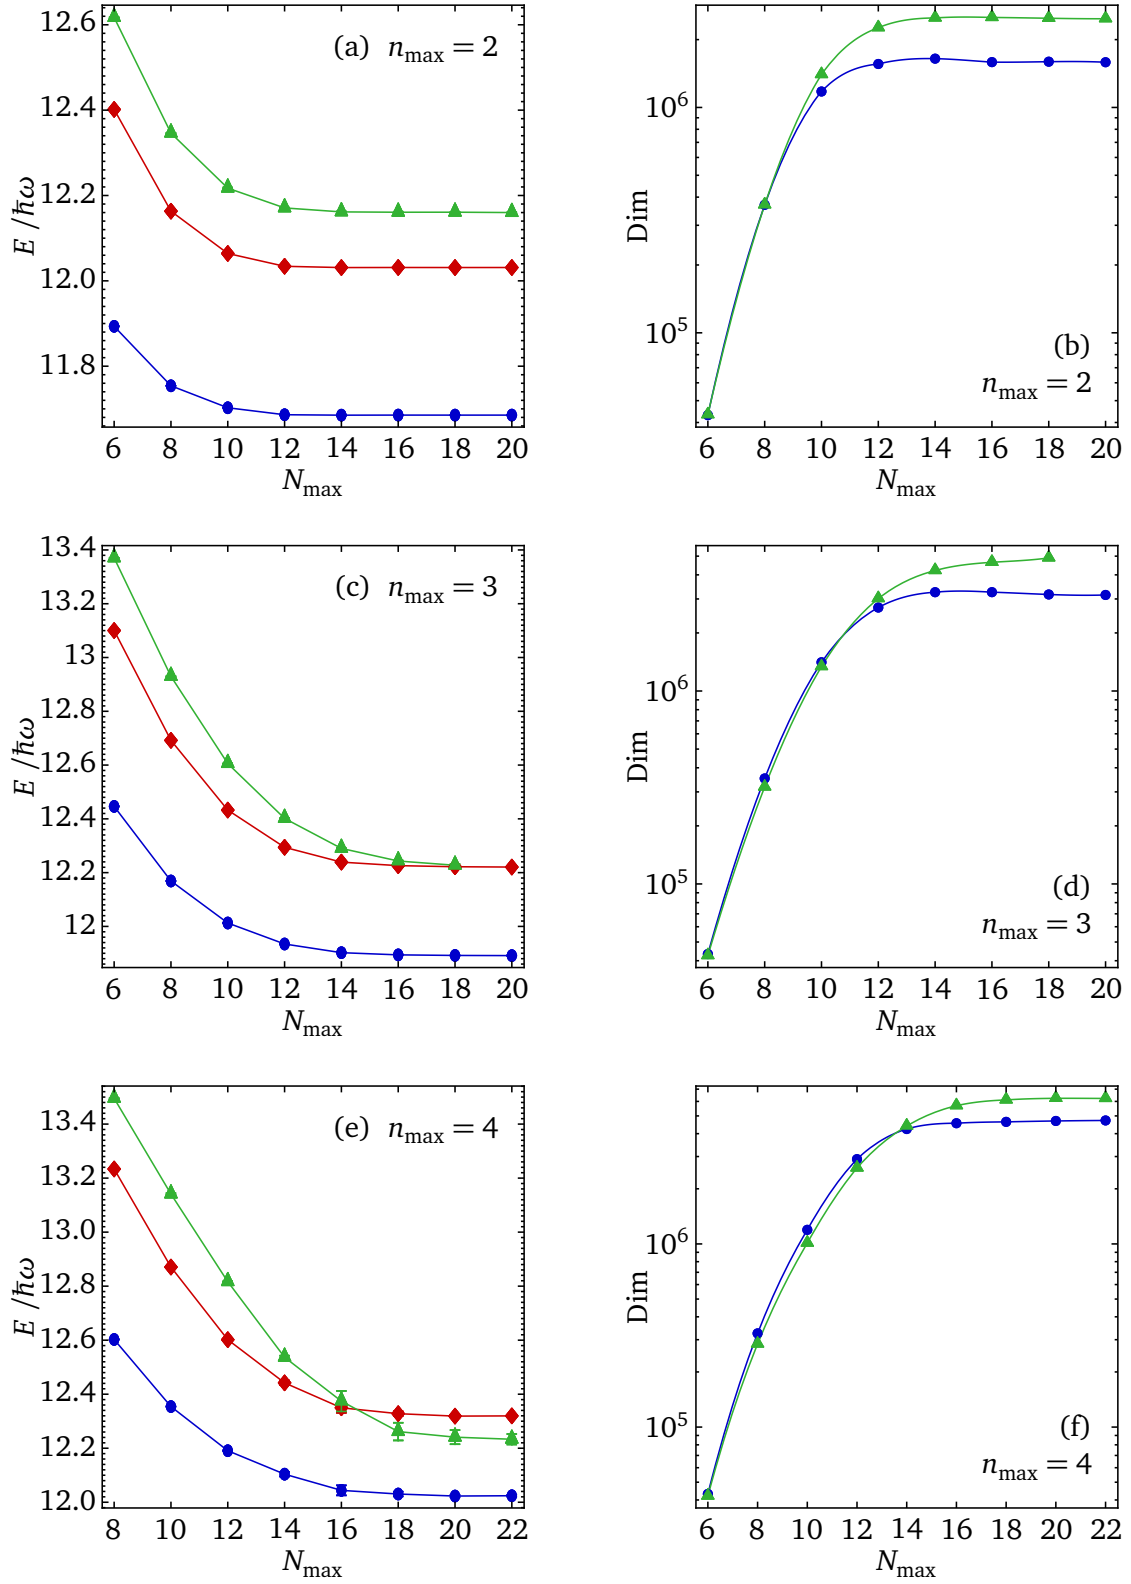 (a) n_max = 2
E /ħω
12.6
12.4
12.2
12.0
11.8
6 8 10 12 14 16 18 20
N_max
(b)
n_max = 2
Dim
10^6
10^5
6 8 10 12 14 16 18 20
N_max
(c) n_max = 3
E /ħω
13.4
13.2
13
12.8
12.6
12.4
12.2
12
6 8 10 12 14 16 18 20
N_max
(d)
n_max = 3
Dim
10^6
10^5
6 8 10 12 14 16 18 20
N_max
(e) n_max = 4
E /ħω
13.4
13.2
13.0
12.8
12.6
12.4
12.2
12.0
8 10 12 14 16 18 20 22
N_max
(f)
n_max = 4
Dim
10^6
10^5
6 8 10 12 14 16 18 20 22
N_max